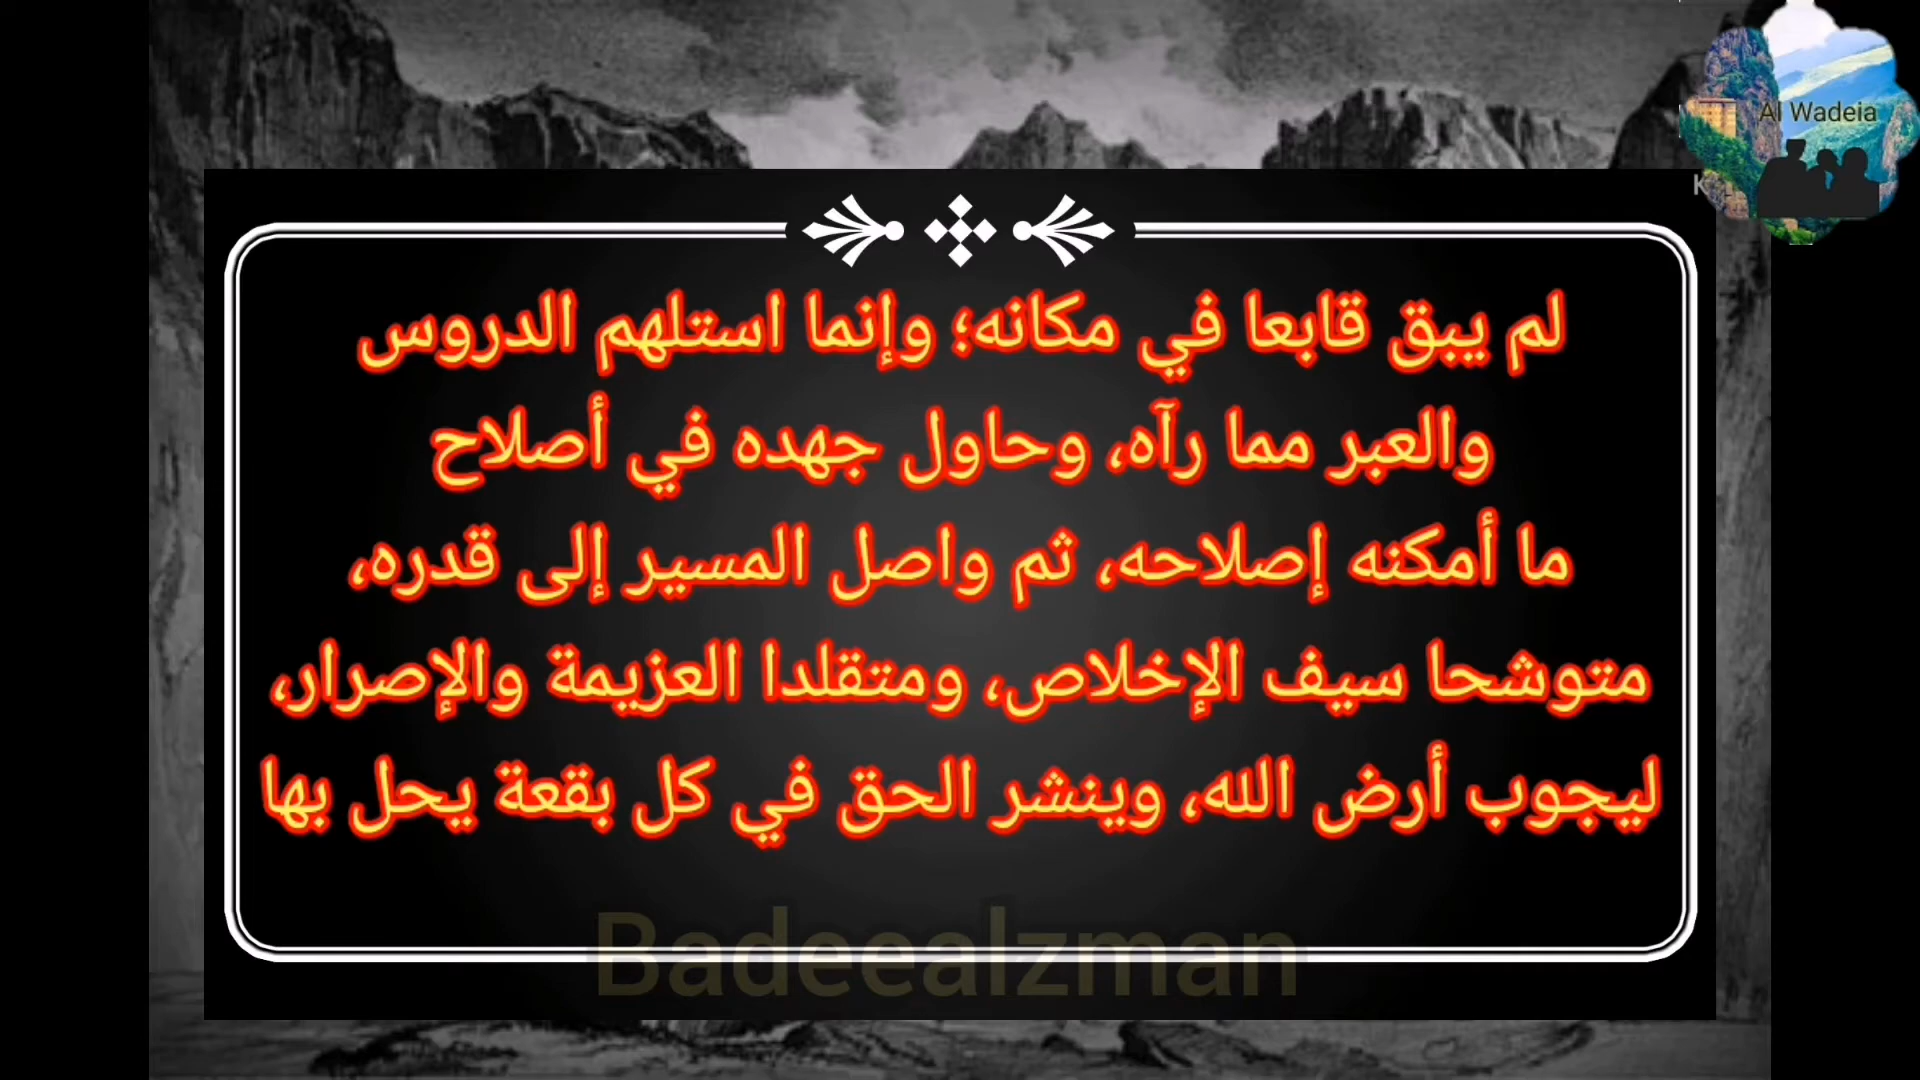 Al Wadeia
لم يبق قابعا في مكانه؛ وإنما استلهم الدروس
والعبر مما رآه، وحاول جهده في أصلاح
ما أمكنه إصلاحه، ثم واصل المسير إلى قدره،
متوشحا سيف الإخلاص، ومتقلدا العزيمة والإصرار،
ليجوب أرض الله، وينشر الحق في كل بقعة يحل بها
Badeealzman